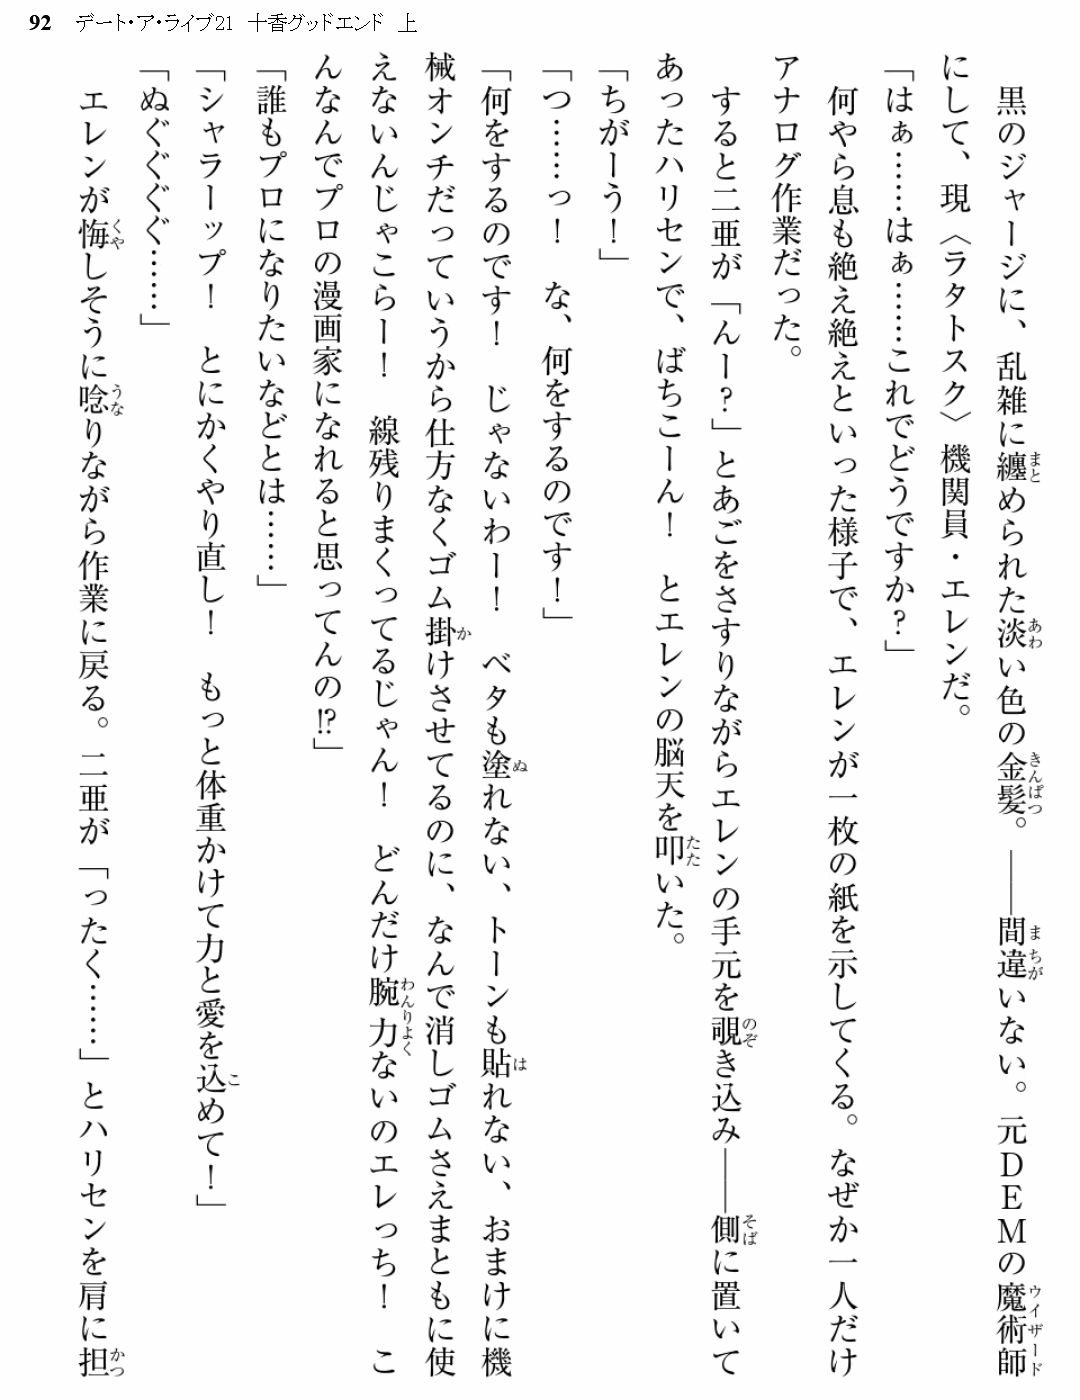 92 デート・ア・ライブ21 十香グッドエンド 上
黒のジャージに、乱雑に纏められた淡い色の金髪。――間違いない。元DEMの魔術師
にして、現〈ラタトスク〉機関員・エレンだ。
「はぁ……はぁ……これでどうですか？」
何やら息も絶え絶えといった様子で、エレンが一枚の紙を示してくる。なぜか一人だけ
アナログ作業だった。
すると二亜が「んー？」とあごをさすりながらエレンの手元を覗き込み――側に置いて
あったハリセンで、ばちこーん！　とエレンの脳天を叩いた。
「ちがーう！」
「つ……っ！　な、何をするのです！」
「何をするのです！　じゃないわー！　ベタも塗れない、トーンも貼れない、おまけに機
械オンチだっていうから仕方なくゴム掛けさせてるのに、なんで消しゴムさえまともに使
えないんじゃこらー！　線残りまくってるじゃん！　どんだけ腕力ないのエレっち！　こ
んなんでプロの漫画家になれると思ってんの!?」
「誰もプロになりたいなどとは……」
「シャラーップ！　とにかくやり直し！　もっと体重かけて力と愛を込めて！」
「ぬぐぐぐぐ……」
エレンが悔しそうに唸りながら作業に戻る。二亜が「ったく……」とハリセンを肩に担